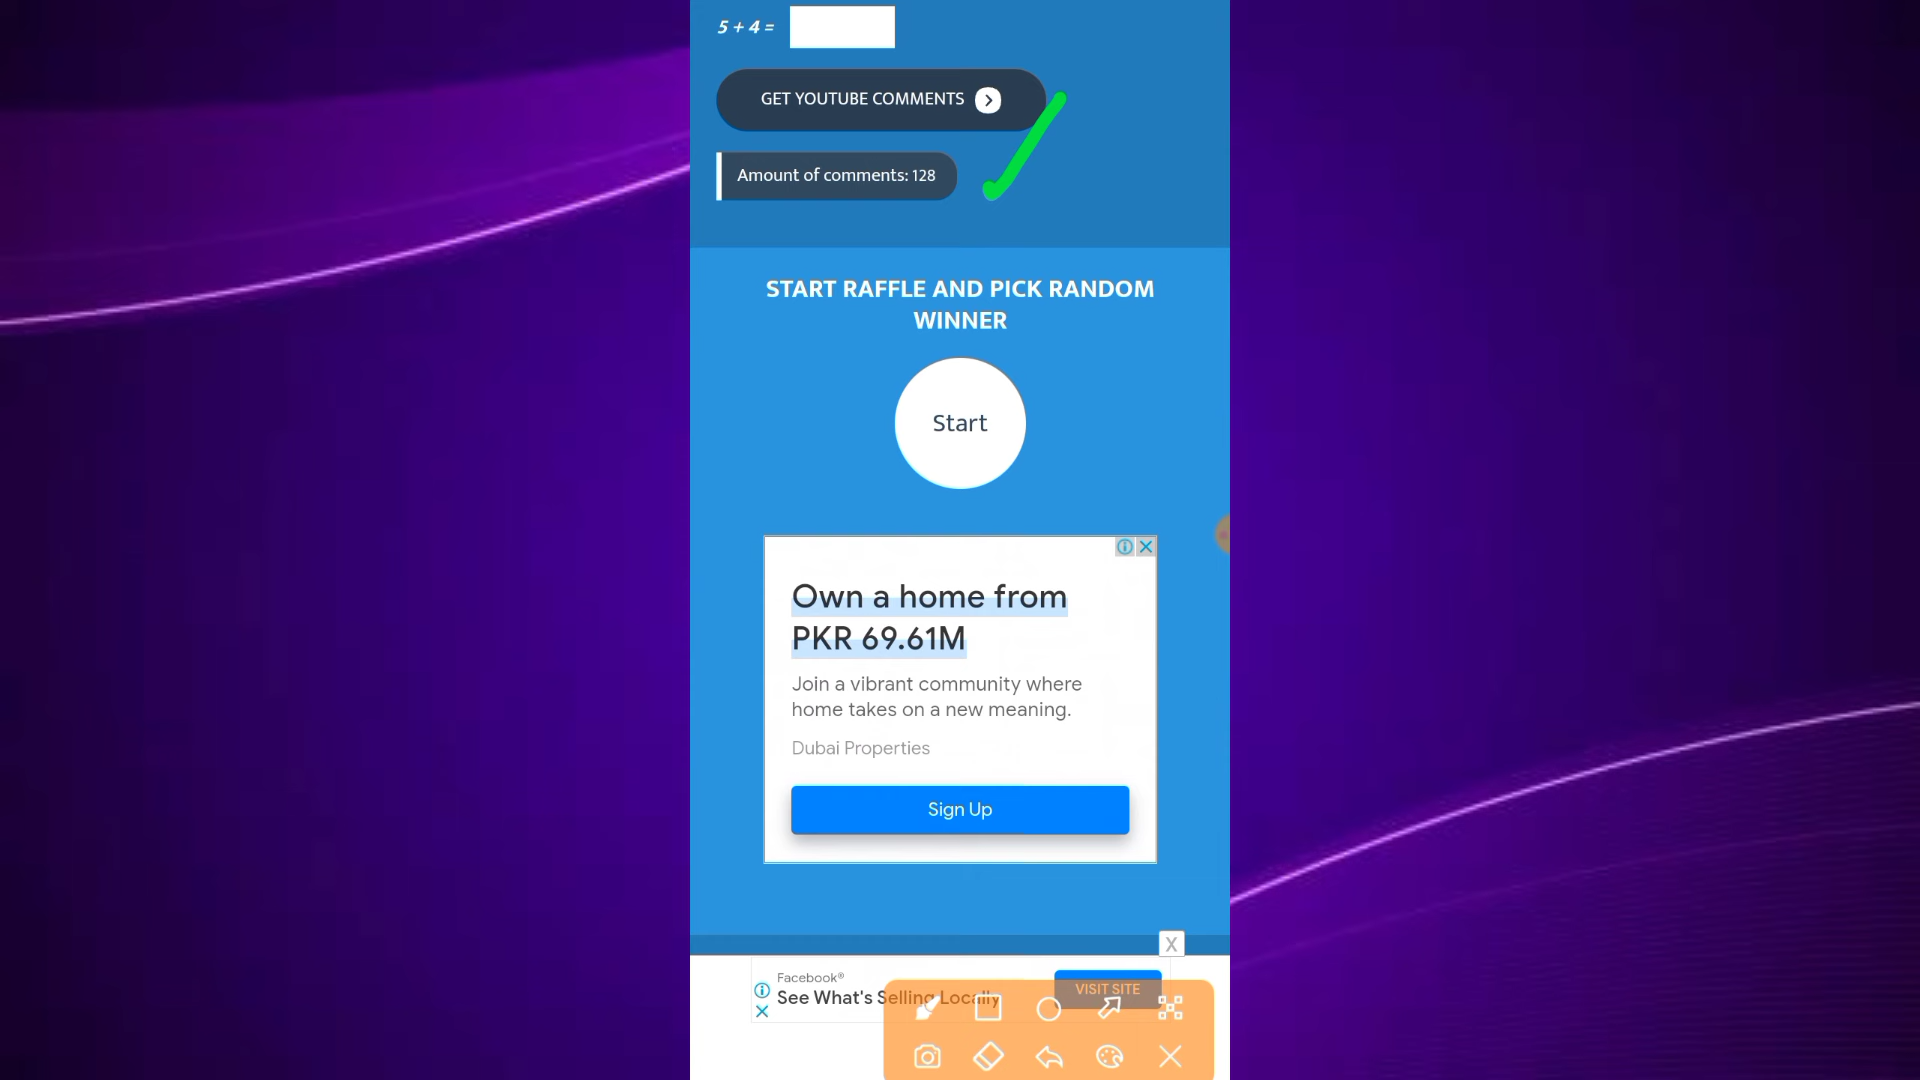 5 + 4 =
GET YOUTUBE COMMENTS
Amount of comments: 128
START RAFFLE AND PICK RANDOM
WINNER
Start
Own a home from
PKR 69.61M
Join a vibrant community where
home takes on a new meaning.
Dubai Properties
Sign Up
X
Facebook®
See What's Selling Locally
VISIT SITE